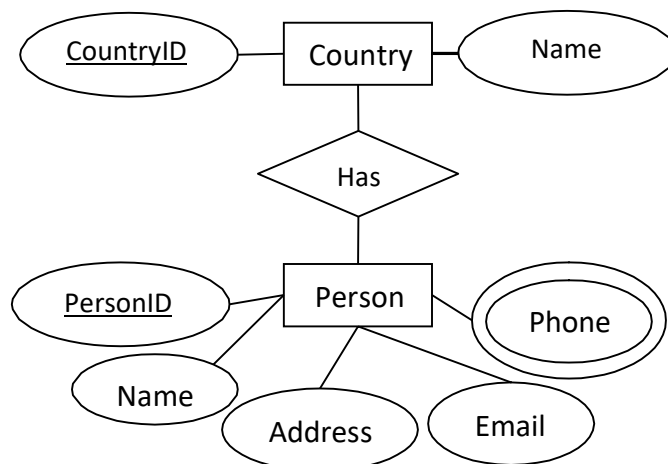 CountryID
Country
Name
Has
PersonID
Person
Phone
Name
Address
Email